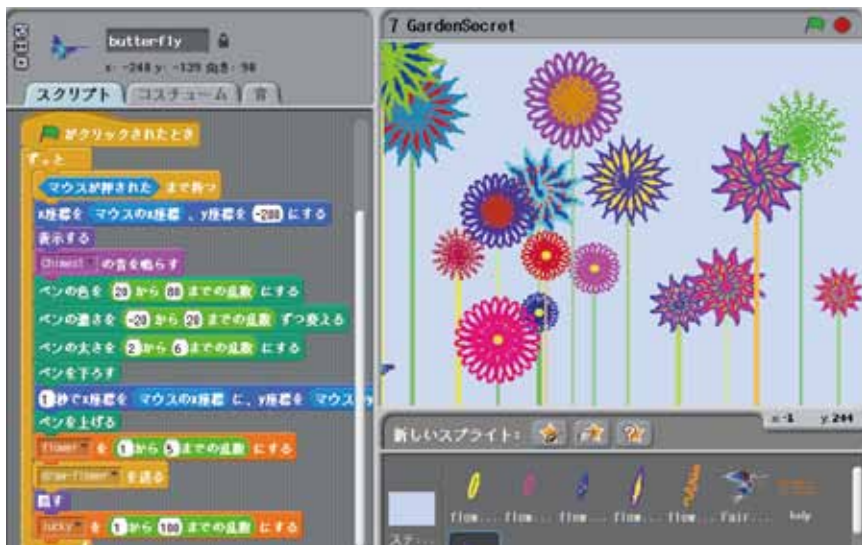 butterfly
x: -248 y: -139 向き: 90
スクリプト コスチューム 音
がクリックされたとき
ずっと
マウスが押された まで待つ
x座標を マウスのx座標 、y座標を -200 にする
表示する
の音を鳴らす
ペンの色を 20 から 80 までの乱数 にする
ペンの濃さを -20 から 20 までの乱数 ずつ変える
ペンの太さを 2 から 6 までの乱数 にする
ペンを下ろす
1 秒でx座標を マウスのx座標 に、y座標を マウス
ペンを上げる
flower を 1 から 5 までの乱数 にする
draw-flower を送る
隠す
lucky を 1 から 100 までの乱数 にする
7 GardenSecret
x: -1 y: 244
新しいスプライト:
flow... flow... flow... flow... flow... Fair... help
ステ...